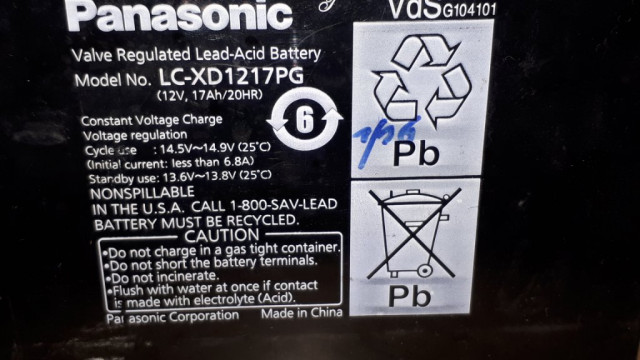 Panasonic
VdS G104101
Valve Regulated Lead-Acid Battery
Model No. LC-XD1217PG
(12V, 17Ah/20HR)
6
Constant Voltage Charge
Voltage regulation
Cycle use : 14.5V~14.9V (25℃)
(Initial current: less than 6.8A)
Standby use: 13.6V~13.8V (25℃)
NONSPILLABLE
IN THE U.S.A. CALL 1-800-SAV-LEAD
BATTERY MUST BE RECYCLED.
CAUTION
•Do not charge in a gas tight container.
•Do not short the battery terminals.
•Do not incinerate.
•Flush with water at once if contact
is made with electrolyte (Acid).
Panasonic Corporation Made in China
Pb
Pb